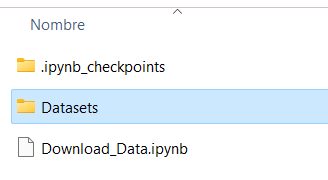 Nombre
.ipynb_checkpoints
Datasets
Download_Data.ipynb